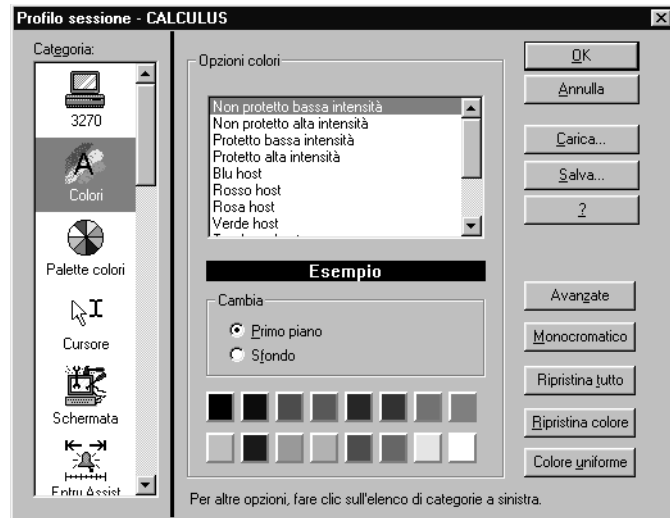 Profilo sessione - CALCULUS
Categoria:
3270
Colori
Palette colori
Cursore
Schermata
Entry Assist
Opzioni colori
Non protetto bassa intensità
Non protetto alta intensità
Protetto bassa intensità
Protetto alta intensità
Blu host
Rosso host
Rosa host
Verde host
Esempio
Cambia
Primo piano
Sfondo
OK
Annulla
Carica...
Salva...
?
Avanzate
Monocromatico
Ripristina tutto
Ripristina colore
Colore uniforme
Per altre opzioni, fare clic sull'elenco di categorie a sinistra.